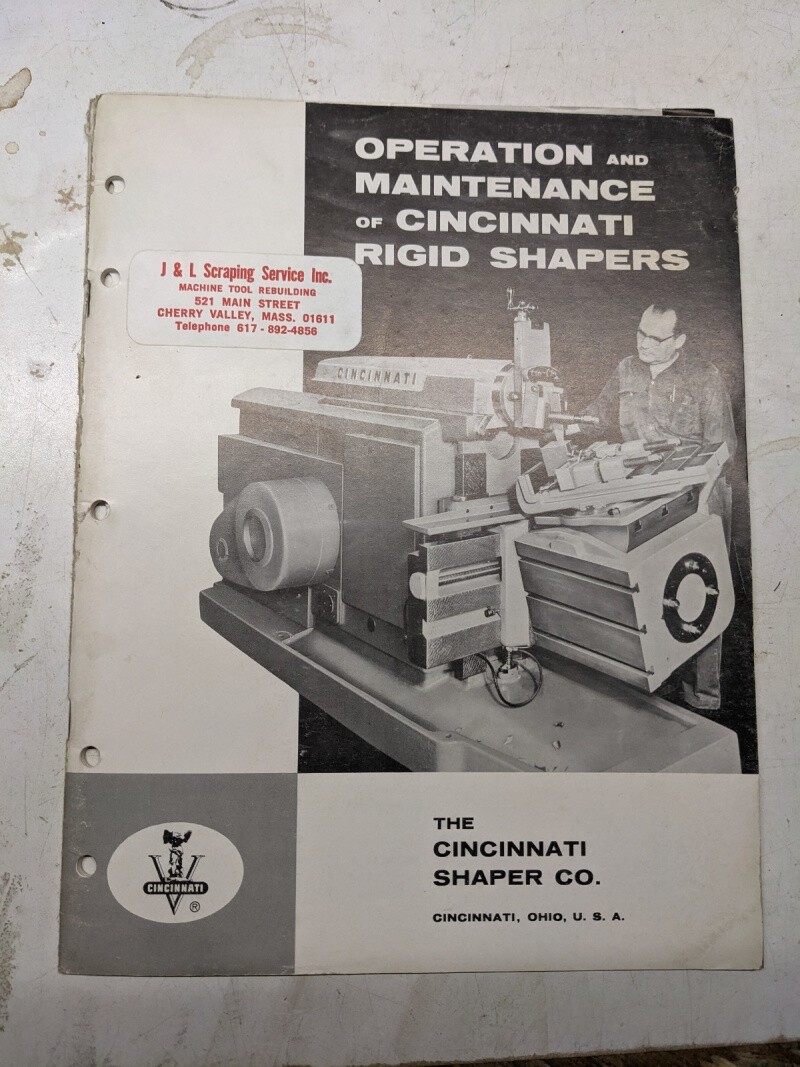 OPERATION AND
MAINTENANCE
OF CINCINNATI
RIGID SHAPERS
J & L Scraping Service Inc.
MACHINE TOOL REBUILDING
521 MAIN STREET
CHERRY VALLEY, MASS. 01611
Telephone 617 - 892-4856
CINCINNATI
CINCINNATI
®
THE
CINCINNATI
SHAPER CO.
CINCINNATI, OHIO, U. S. A.